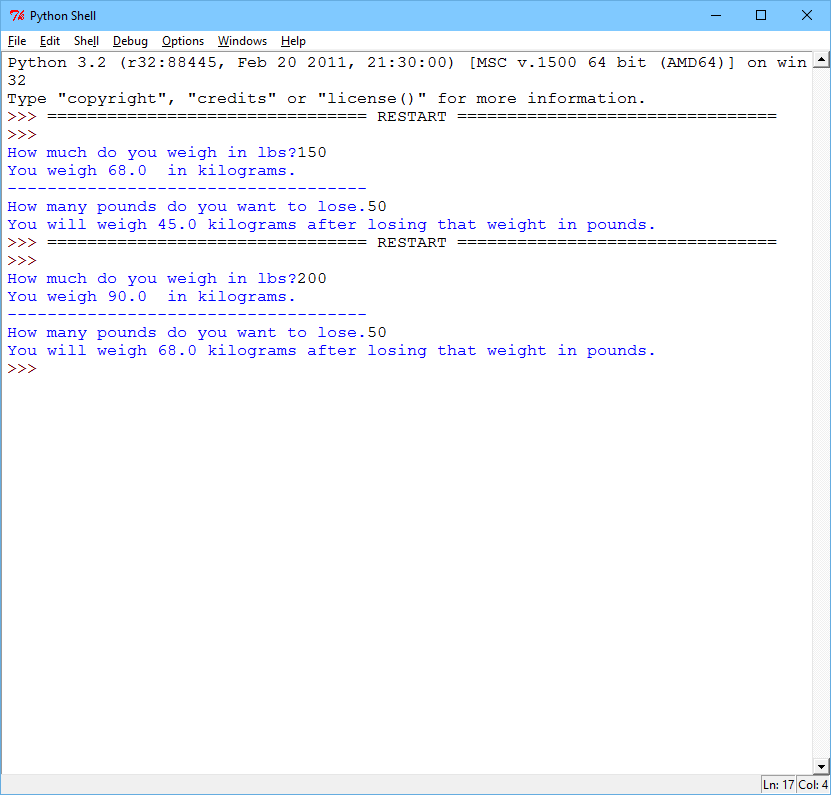 Python Shell
File Edit Shell Debug Options Windows Help
Python 3.2 (r32:88445, Feb 20 2011, 21:30:00) [MSC v.1500 64 bit (AMD64)] on win
32
Type "copyright", "credits" or "license()" for more information.
>>> ================================ RESTART ================================
>>>
How much do you weigh in lbs?150
You weigh 68.0  in kilograms.
------------------------------------
How many pounds do you want to lose.50
You will weigh 45.0 kilograms after losing that weight in pounds.
>>> ================================ RESTART ================================
>>>
How much do you weigh in lbs?200
You weigh 90.0  in kilograms.
------------------------------------
How many pounds do you want to lose.50
You will weigh 68.0 kilograms after losing that weight in pounds.
>>>
Ln: 17 Col: 4